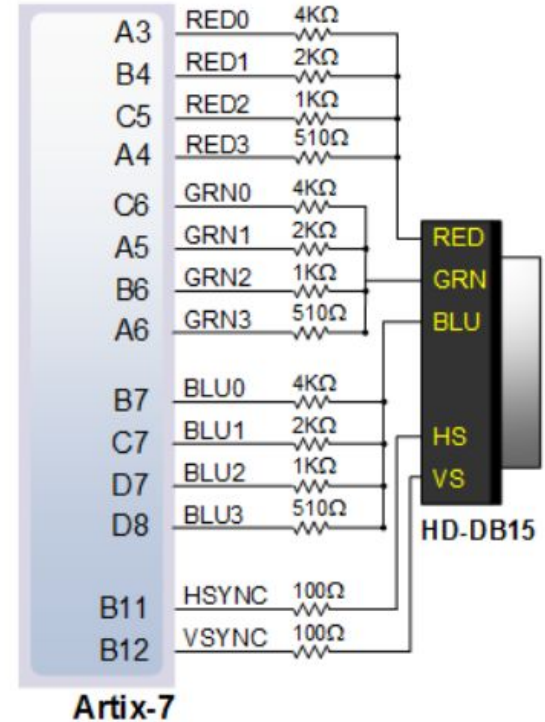 A3 RED0 4KΩ
B4 RED1 2KΩ
C5 RED2 1KΩ
A4 RED3 510Ω
C6 GRN0 4KΩ
A5 GRN1 2KΩ
B6 GRN2 1KΩ
A6 GRN3 510Ω
B7 BLU0 4KΩ
C7 BLU1 2KΩ
D7 BLU2 1KΩ
D8 BLU3 510Ω
B11 HSYNC 100Ω
B12 VSYNC 100Ω
Artix-7
RED
GRN
BLU
HS
VS
HD-DB15